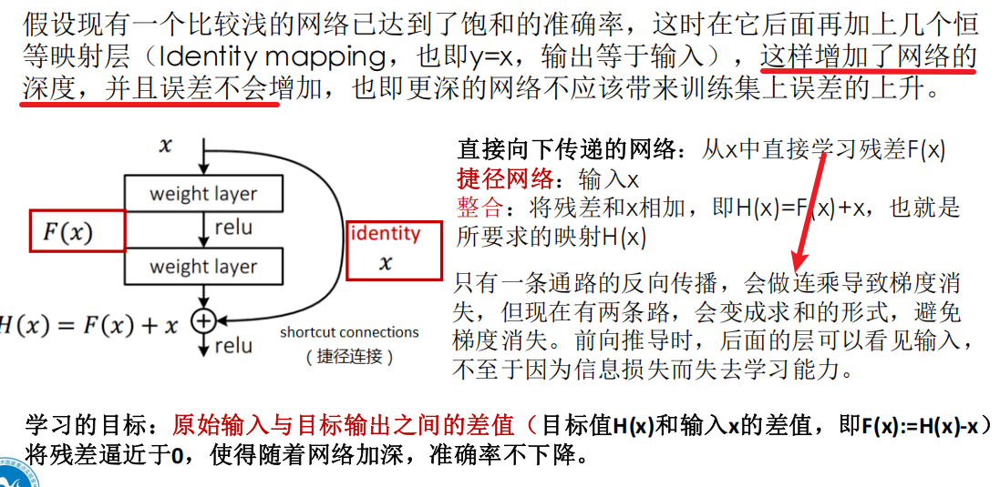 假设现有一个比较浅的网络已达到了饱和的准确率，这时在它后面再加上几个恒
等映射层（Identity mapping，也即y=x，输出等于输入），这样增加了网络的
深度，并且误差不会增加，也即更深的网络不应该带来训练集上误差的上升。
x
weight layer
F(x)
relu
weight layer
identity
x
H(x) = F(x) + x
relu
shortcut connections
（捷径连接）
直接向下传递的网络：从x中直接学习残差F(x)
捷径网络：输入x
整合：将残差和x相加，即H(x)=F(x)+x，也就是
所要求的映射H(x)
只有一条通路的反向传播，会做连乘导致梯度消
失，但现在有两条路，会变成求和的形式，避免
梯度消失。前向推导时，后面的层可以看见输入，
不至于因为信息损失而失去学习能力。
学习的目标：原始输入与目标输出之间的差值（目标值H(x)和输入x的差值，即F(x):=H(x)-x）
将残差逼近于0，使得随着网络加深，准确率不下降。